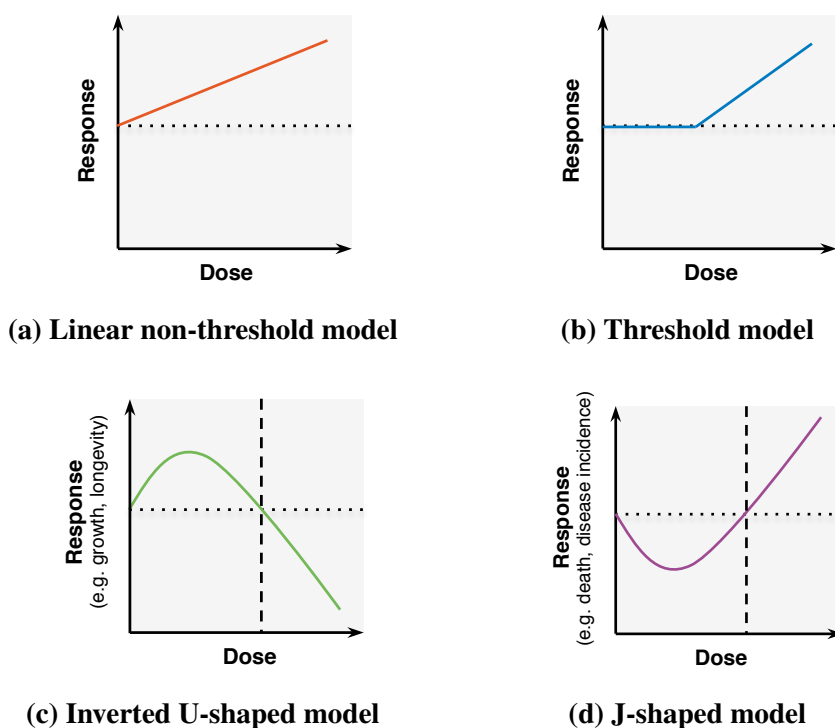 Response
Dose
(a) Linear non-threshold model
Response
Dose
(b) Threshold model
Response
(e.g. growth, longevity)
Dose
(c) Inverted U-shaped model
Response
(e.g. death, disease incidence)
Dose
(d) J-shaped model